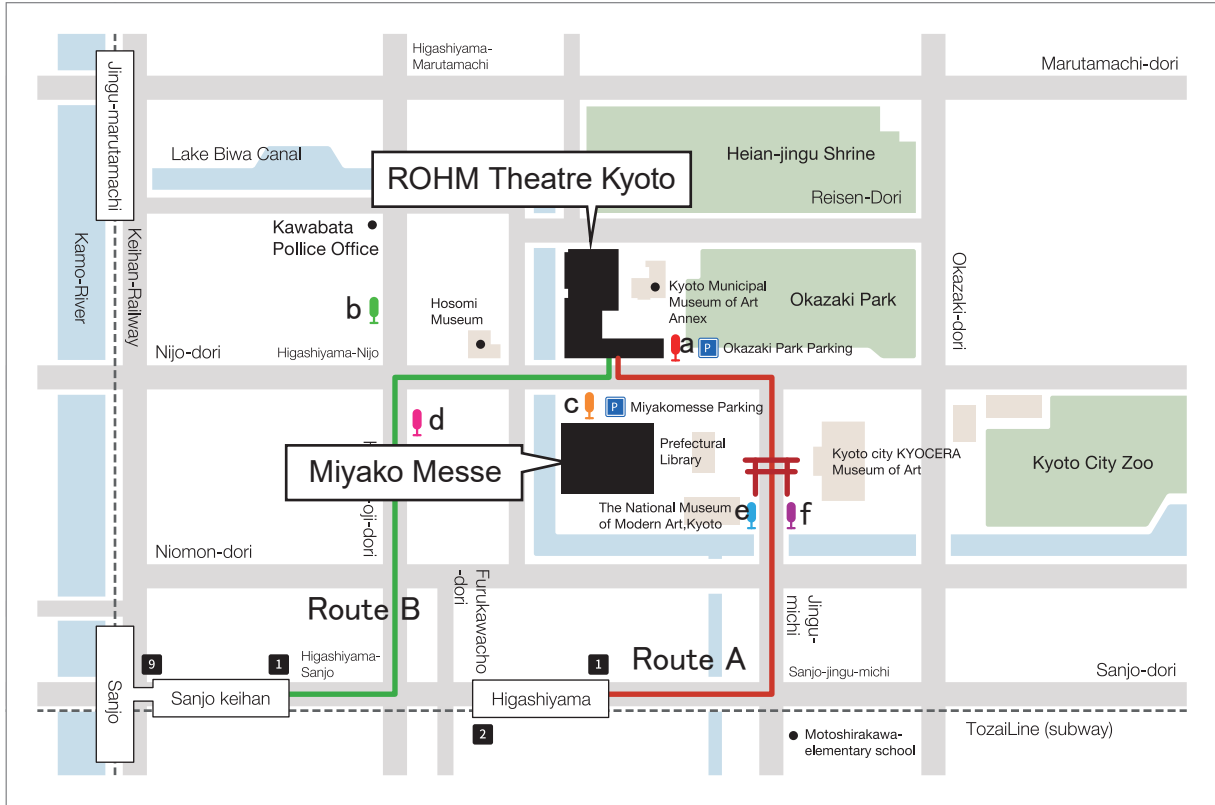 Higashiyama-
Marutamachi
Marutamachi-dori
Jingu-marutamachi
Lake Biwa Canal
Heian-jingu Shrine
ROHM Theatre Kyoto
Reisen-Dori
Kawabata
Pollice Office
Kamo-River
Keihan-Railway
Kyoto Municipal
Museum of Art
Annex
Okazaki Park
Okazaki-dori
b
Hosomi
Museum
a
P
Okazaki Park Parking
Nijo-dori
Higashiyama-Nijo
c
P
Miyakomesse Parking
d
Prefectural
Library
Kyoto city KYOCERA
Museum of Art
Kyoto City Zoo
Miyako Messe
The National Museum
of Modern Art,Kyoto
e
f
oji-dori
Niomon-dori
Furukawacho
-dori
Jingu-
michi
Route B
Route A
Higashiyama-
Sanjo
9
1
1
Sanjo-jingu-michi
Sanjo-dori
Sanjo
Sanjo keihan
Higashiyama
2
TozaiLine (subway)
Motoshirakawa-
elementary school